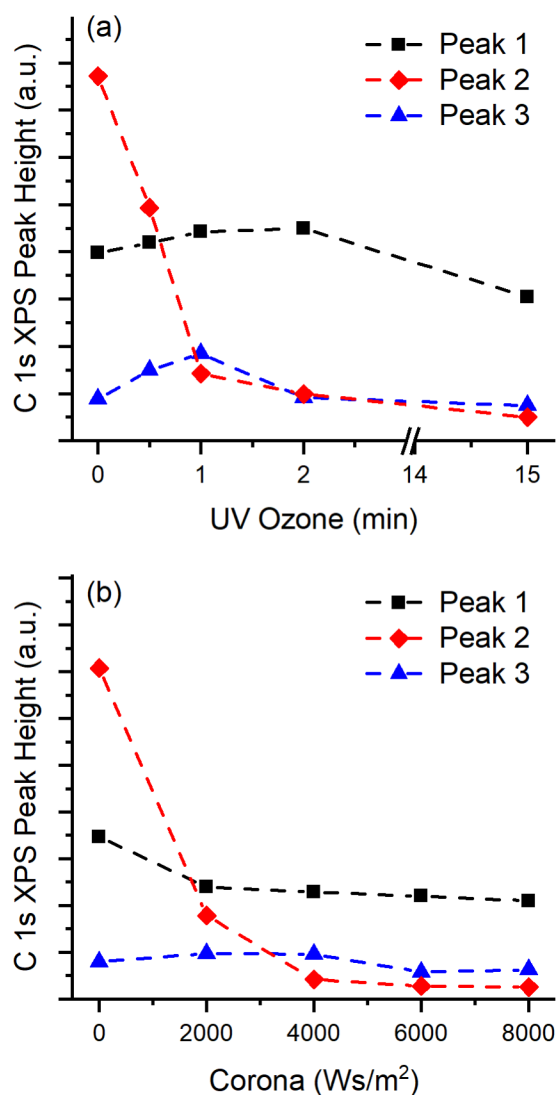 (a)
Peak 1
Peak 2
Peak 3
C 1s XPS Peak Height (a.u.)
0 1 2 14 15
UV Ozone (min)
(b)
Peak 1
Peak 2
Peak 3
C 1s XPS Peak Height (a.u.)
0 2000 4000 6000 8000
Corona (Ws/m²)